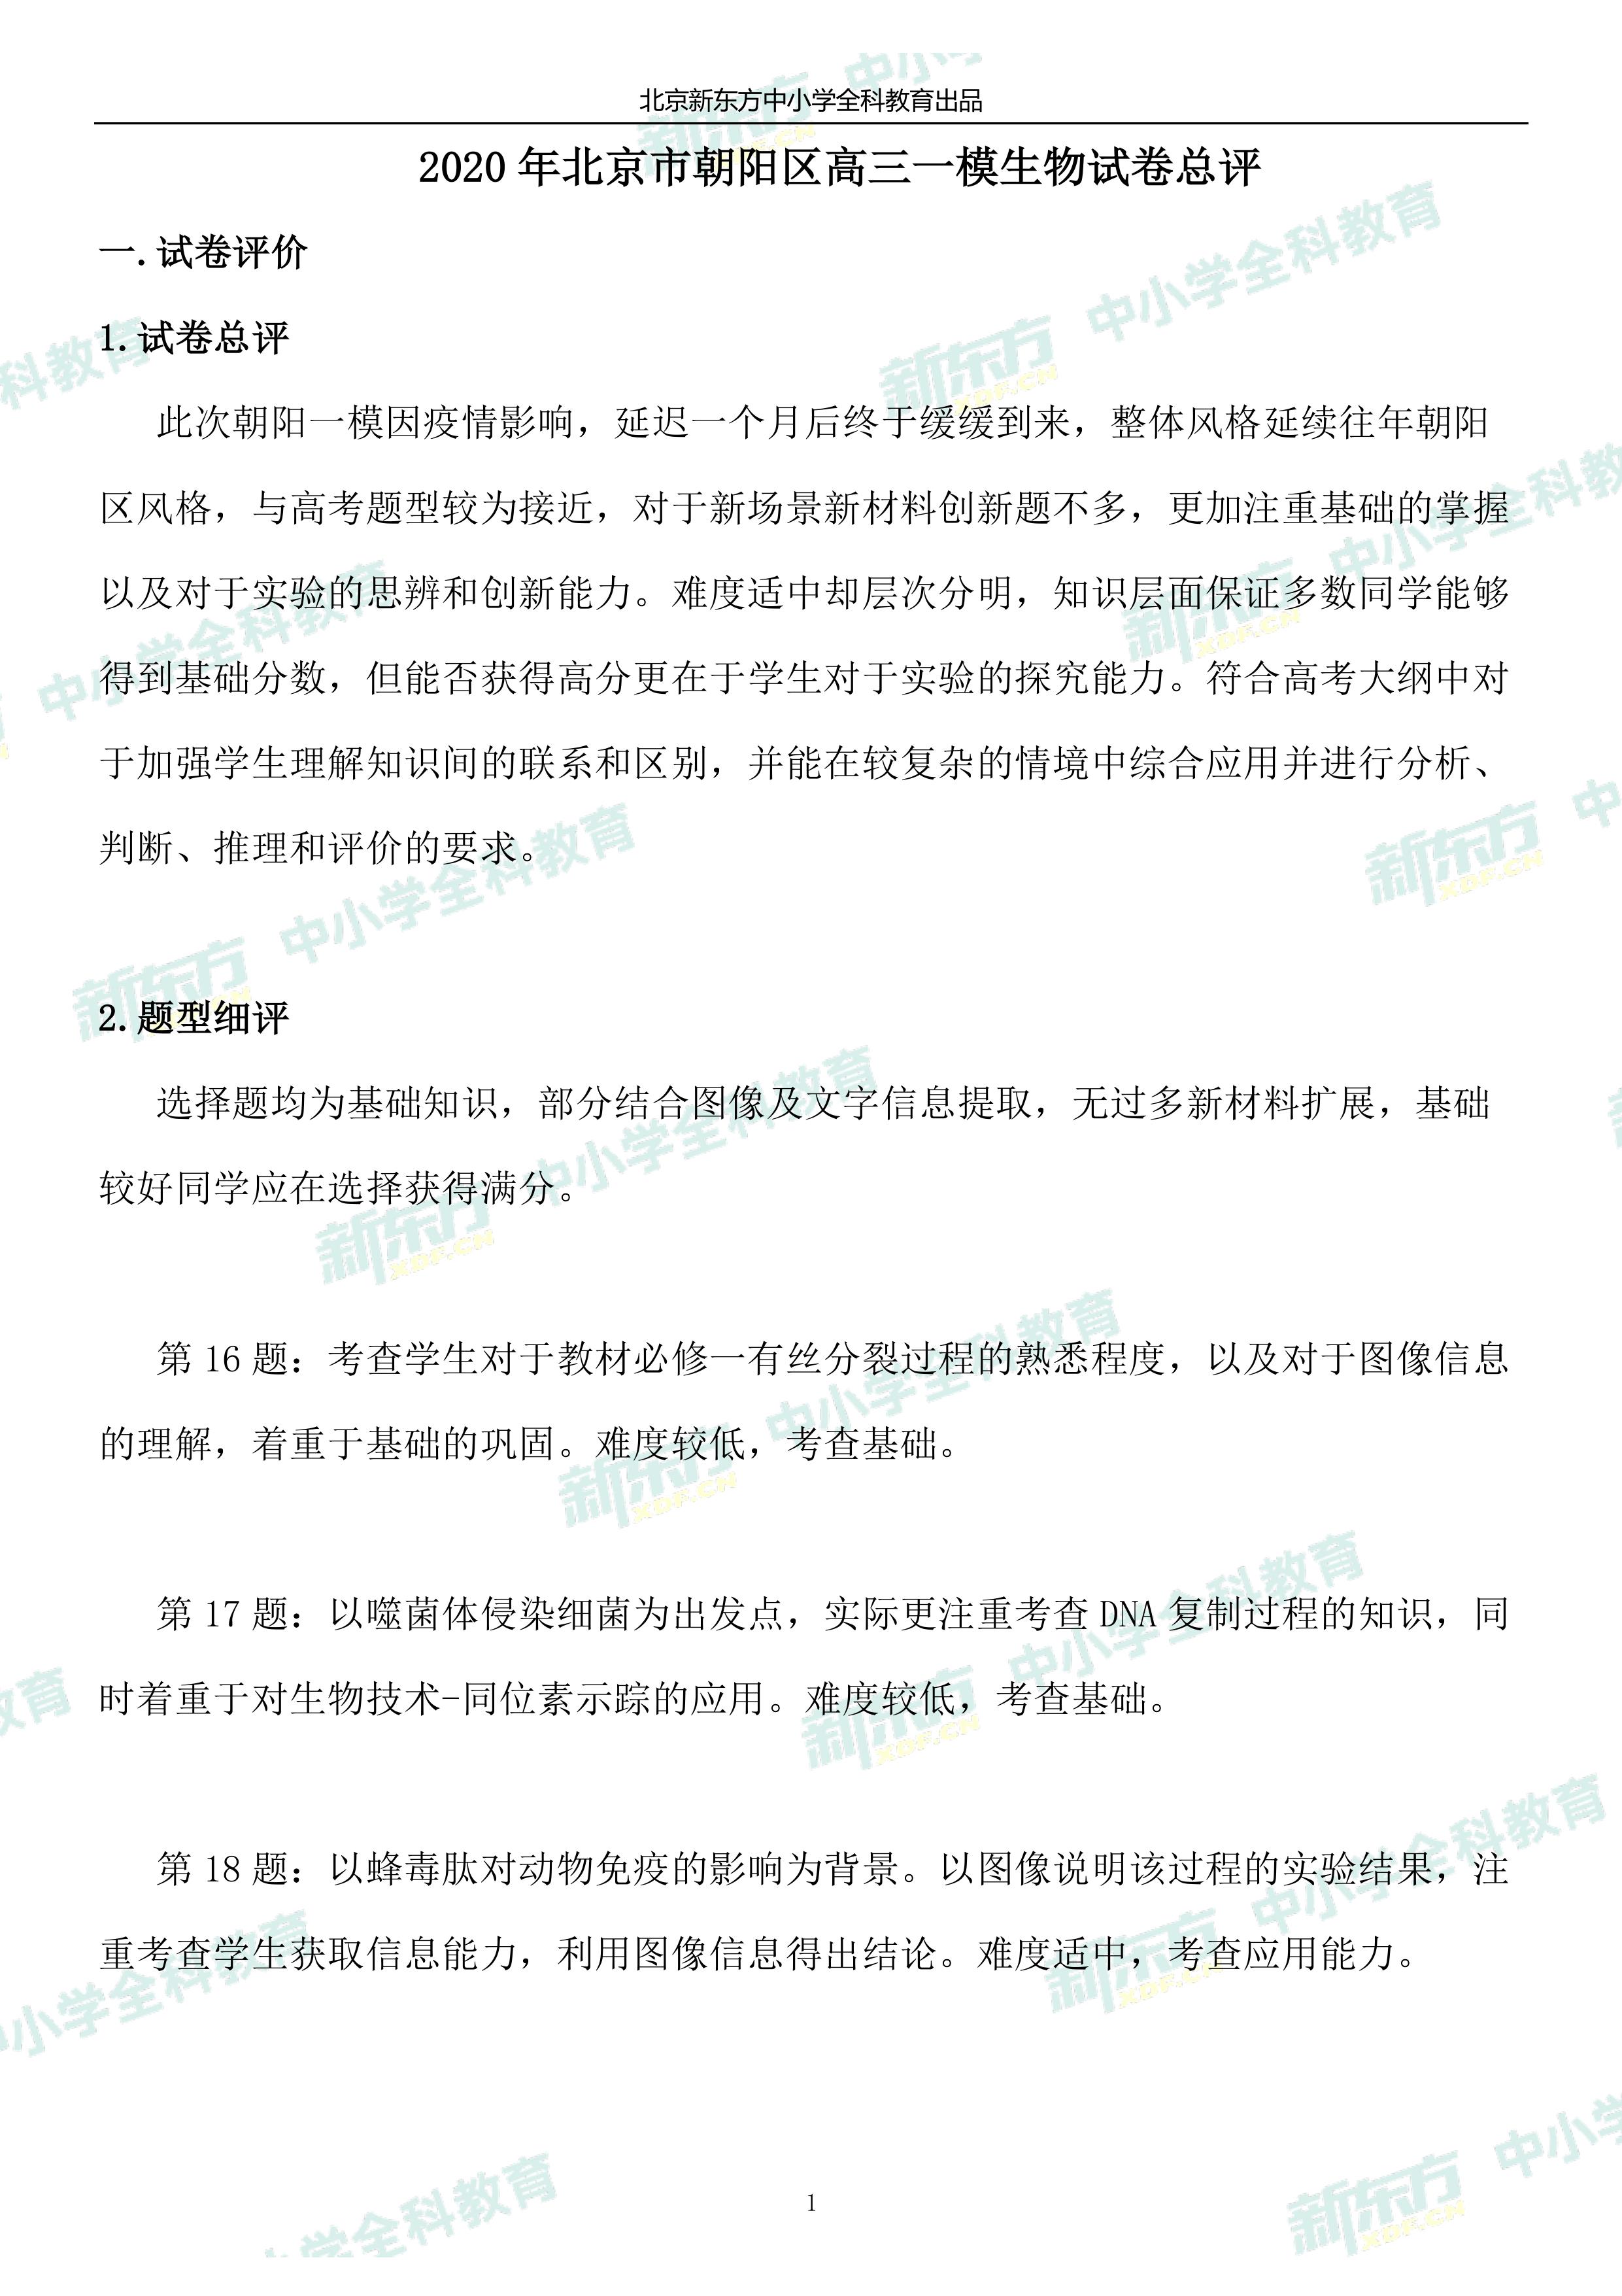 北京新东方中小学全科教育出品
2020 年北京市朝阳区高三一模生物试卷总评
一.试卷评价
1.试卷总评
此次朝阳一模因疫情影响，延迟一个月后终于缓缓到来，整体风格延续往年朝阳
区风格，与高考题型较为接近，对于新场景新材料创新题不多，更加注重基础的掌握
以及对于实验的思辨和创新能力。难度适中却层次分明，知识层面保证多数同学能够
得到基础分数，但能否获得高分更在于学生对于实验的探究能力。符合高考大纲中对
于加强学生理解知识间的联系和区别，并能在较复杂的情境中综合应用并进行分析、
判断、推理和评价的要求。
2.题型细评
选择题均为基础知识，部分结合图像及文字信息提取，无过多新材料扩展，基础
较好同学应在选择获得满分。
第 16 题：考查学生对于教材必修一有丝分裂过程的熟悉程度，以及对于图像信息
的理解，着重于基础的巩固。难度较低，考查基础。
第 17 题：以噬菌体侵染细菌为出发点，实际更注重考查 DNA 复制过程的知识，同
时着重于对生物技术-同位素示踪的应用。难度较低，考查基础。
第 18 题：以蜂毒肽对动物免疫的影响为背景。以图像说明该过程的实验结果，注
重考查学生获取信息能力，利用图像信息得出结论。难度适中，考查应用能力。
1
新东方 XDF.CN 中小学全科教育